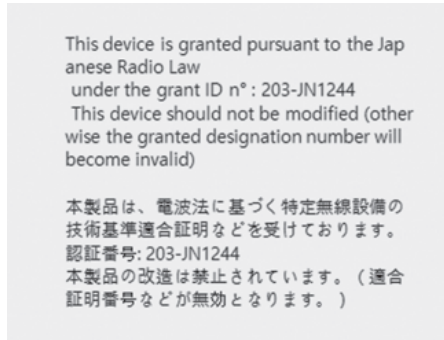 This device is granted pursuant to the Jap
anese Radio Law
under the grant ID n° : 203-JN1244
This device should not be modified (other
wise the granted designation number will
become invalid)
本製品は、電波法に基づく特定無線設備の
技術基準適合証明などを受けております。
認証番号: 203-JN1244
本製品の改造は禁止されています。（適合
証明番号などが無効となります。）